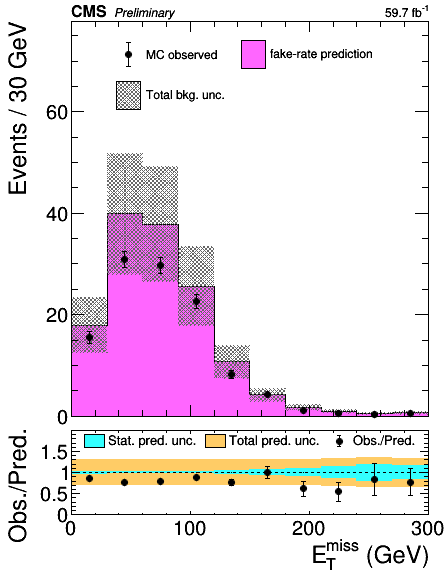 CMS Preliminary 59.7 fb⁻¹
Events / 30 GeV
MC observed
fake-rate prediction
Total bkg. unc.
60
40
20
0
Obs./Pred.
Stat. pred. unc.
Total pred. unc.
Obs./Pred.
1.5
1
0.5
0
0 100 200 300
E_T^miss (GeV)